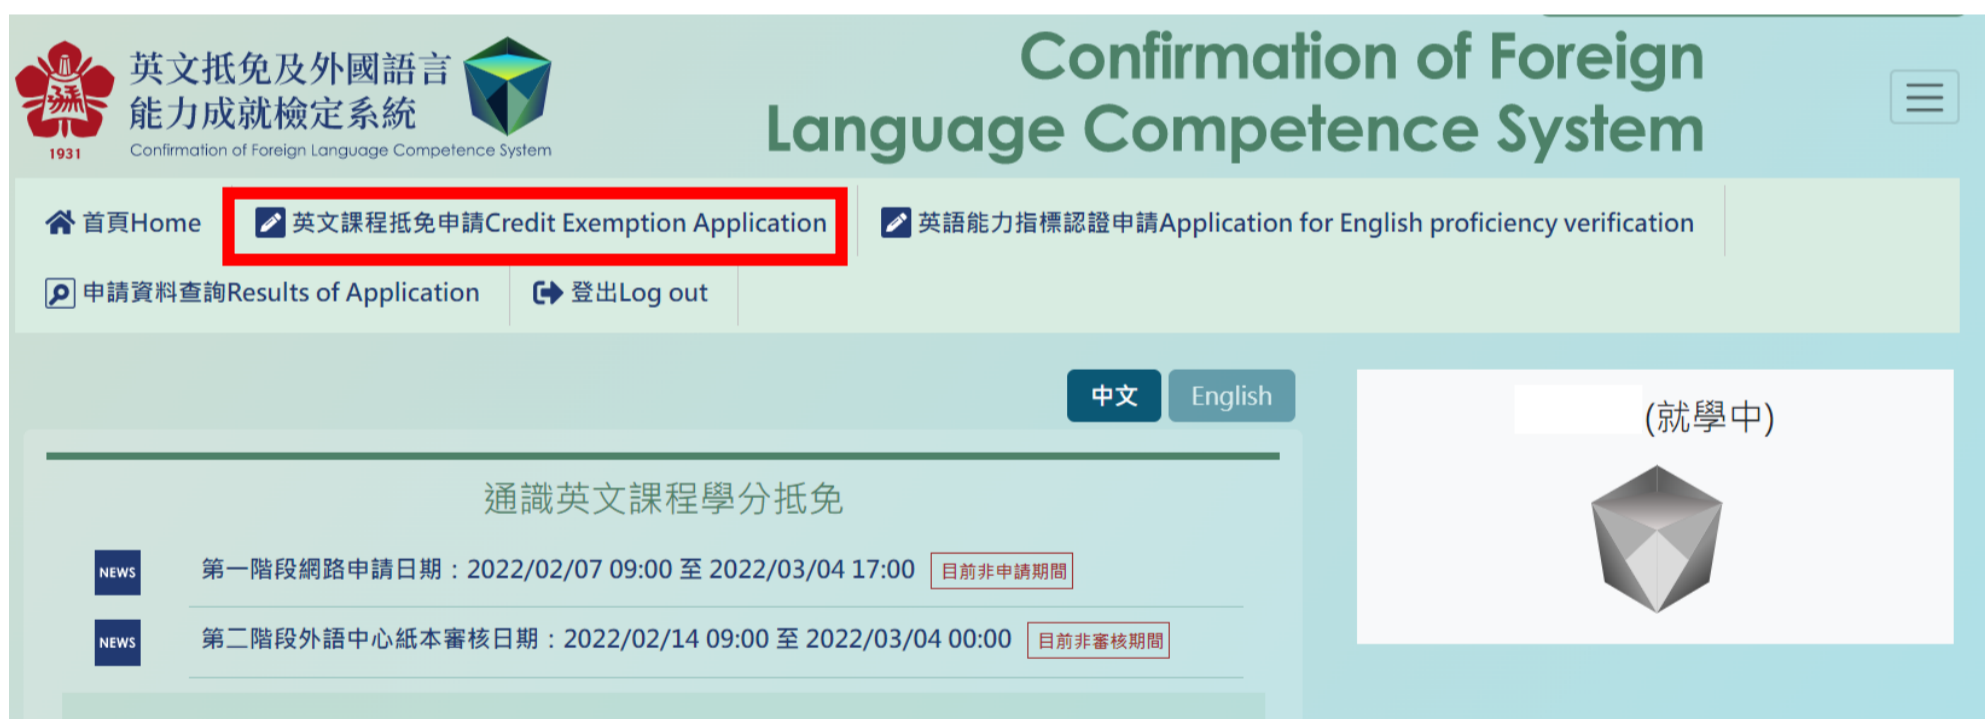 英文抵免及外國語言
能力成就檢定系統
Confirmation of Foreign Language Competence System
1931
Confirmation of Foreign
Language Competence System
首頁Home
英文課程抵免申請Credit Exemption Application
英語能力指標認證申請Application for English proficiency verification
申請資料查詢Results of Application
登出Log out
中文
English
(就學中)
通識英文課程學分抵免
NEWS 第一階段網路申請日期：2022/02/07 09:00 至 2022/03/04 17:00 目前非申請期間
NEWS 第二階段外語中心紙本審核日期：2022/02/14 09:00 至 2022/03/04 00:00 目前非審核期間